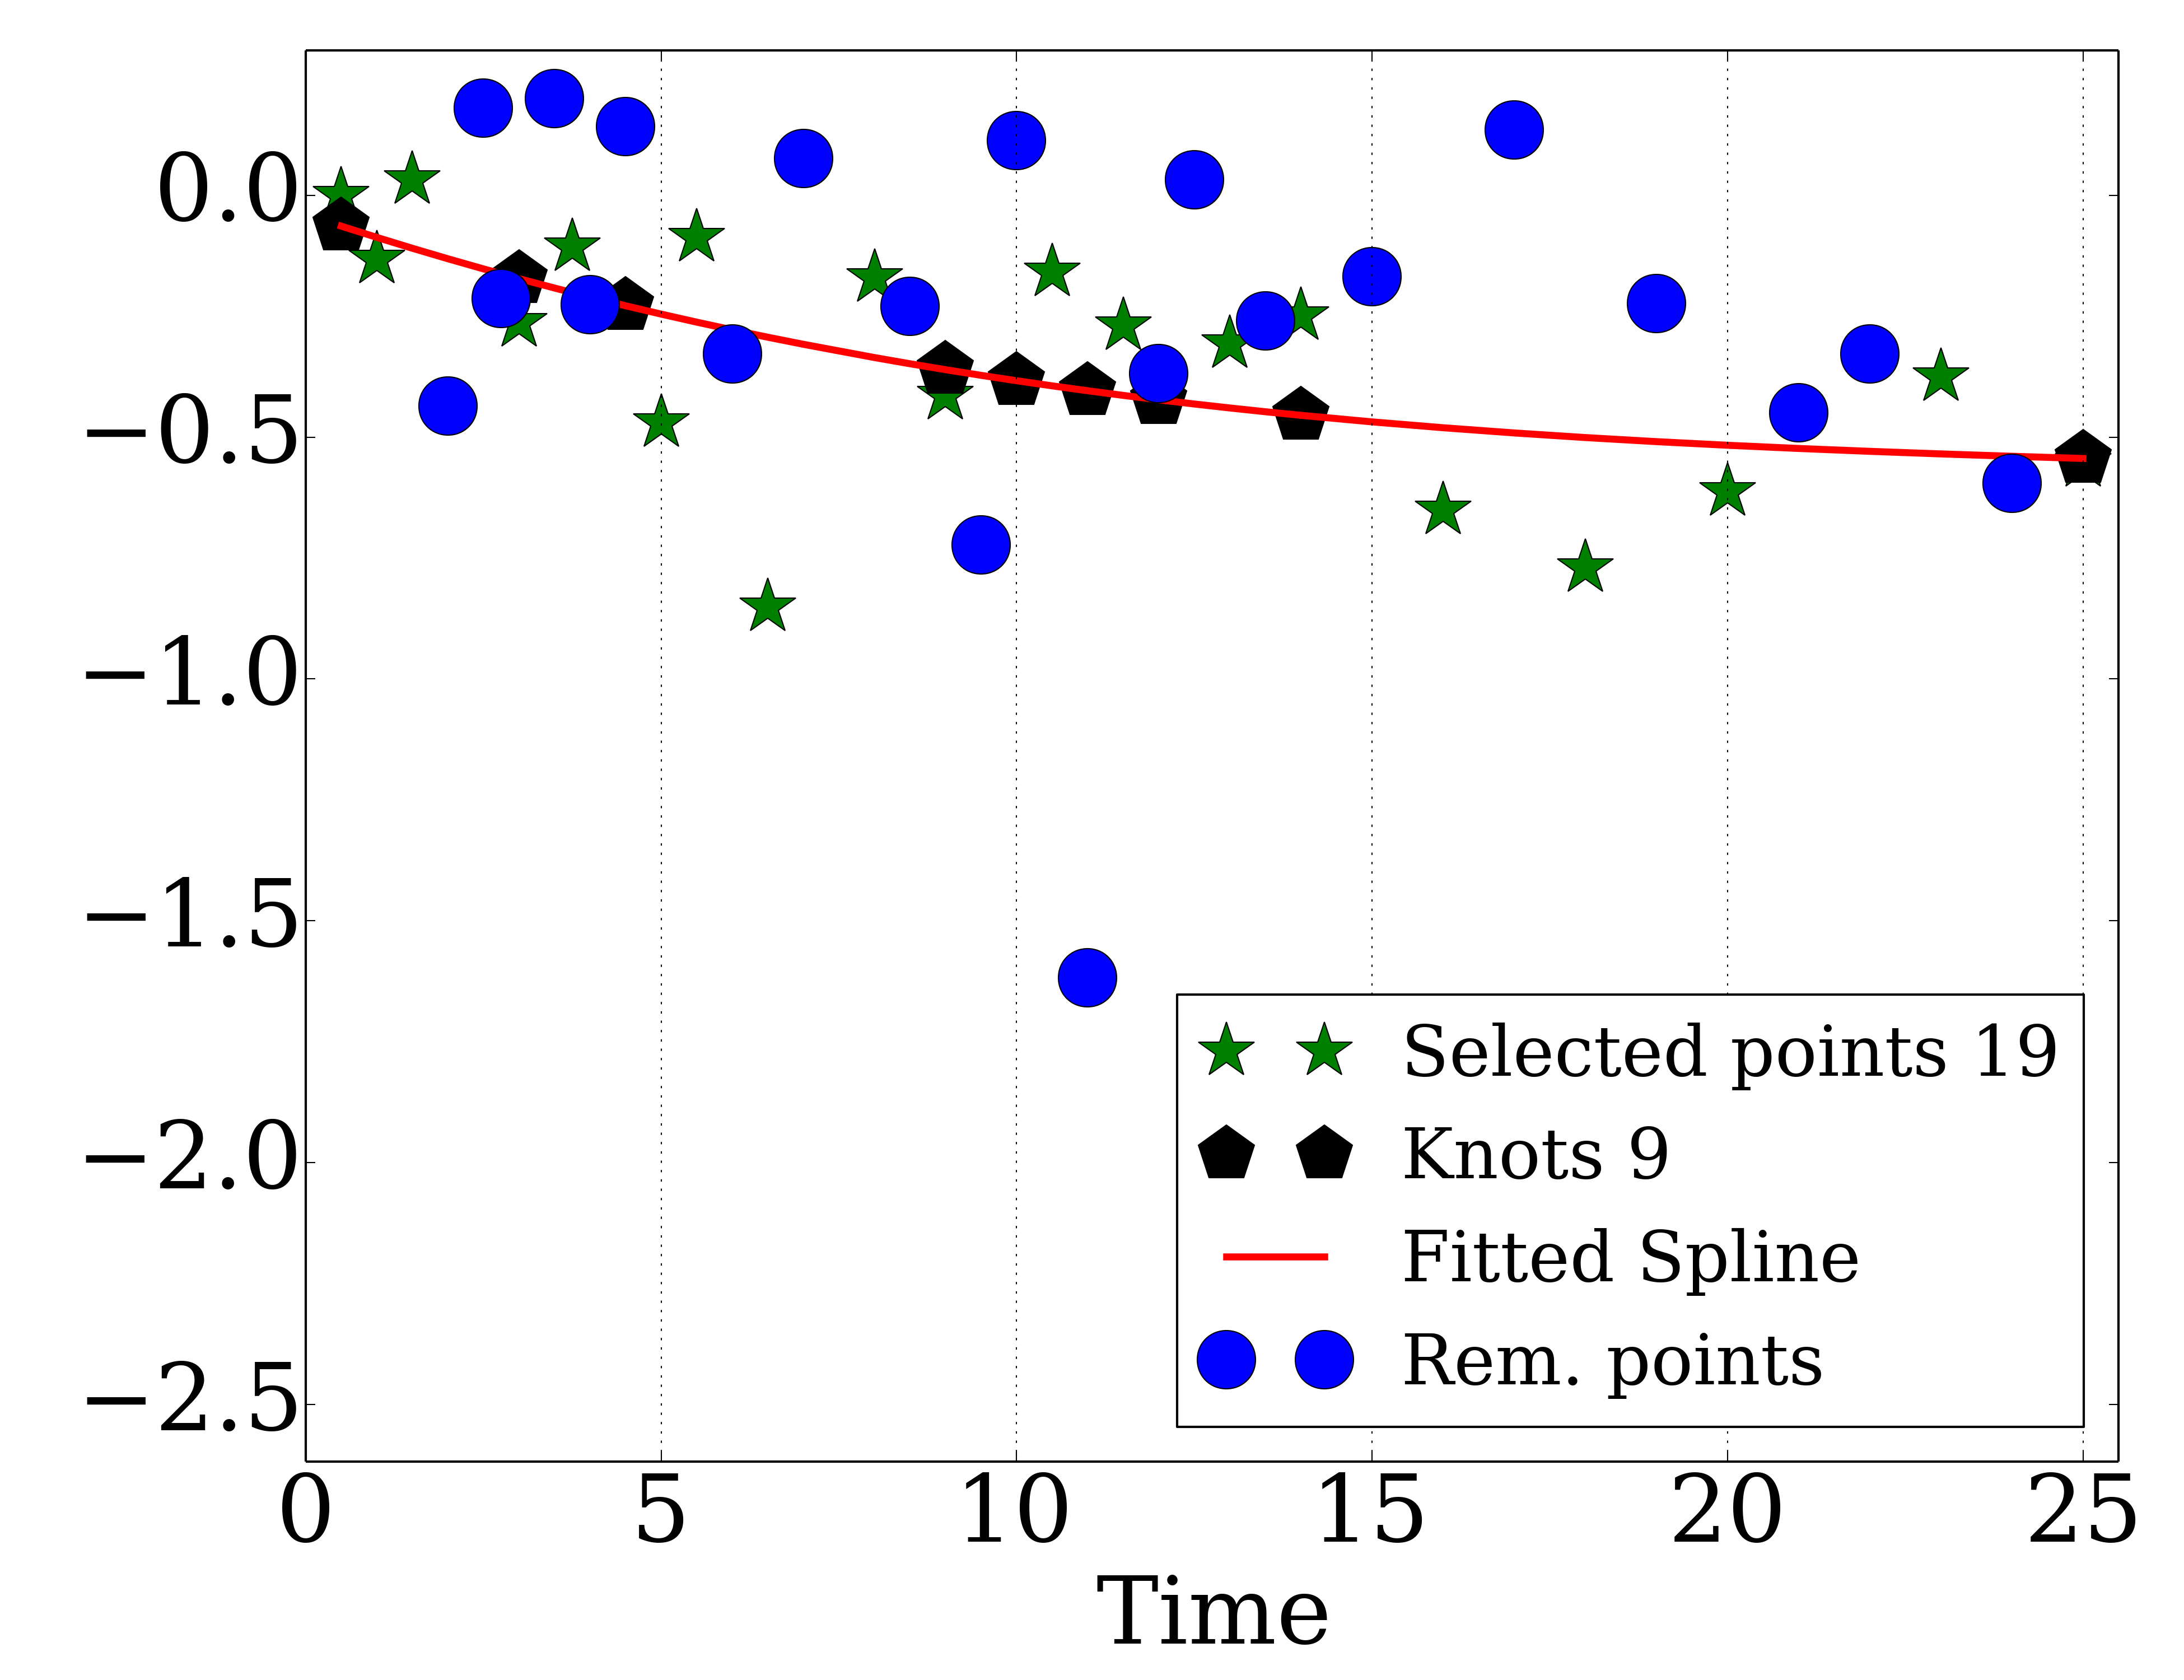 0.0
−0.5
−1.0
−1.5
−2.0
−2.5
Selected points 19
Knots 9
Fitted Spline
Rem. points
0 5 10 15 20 25
Time